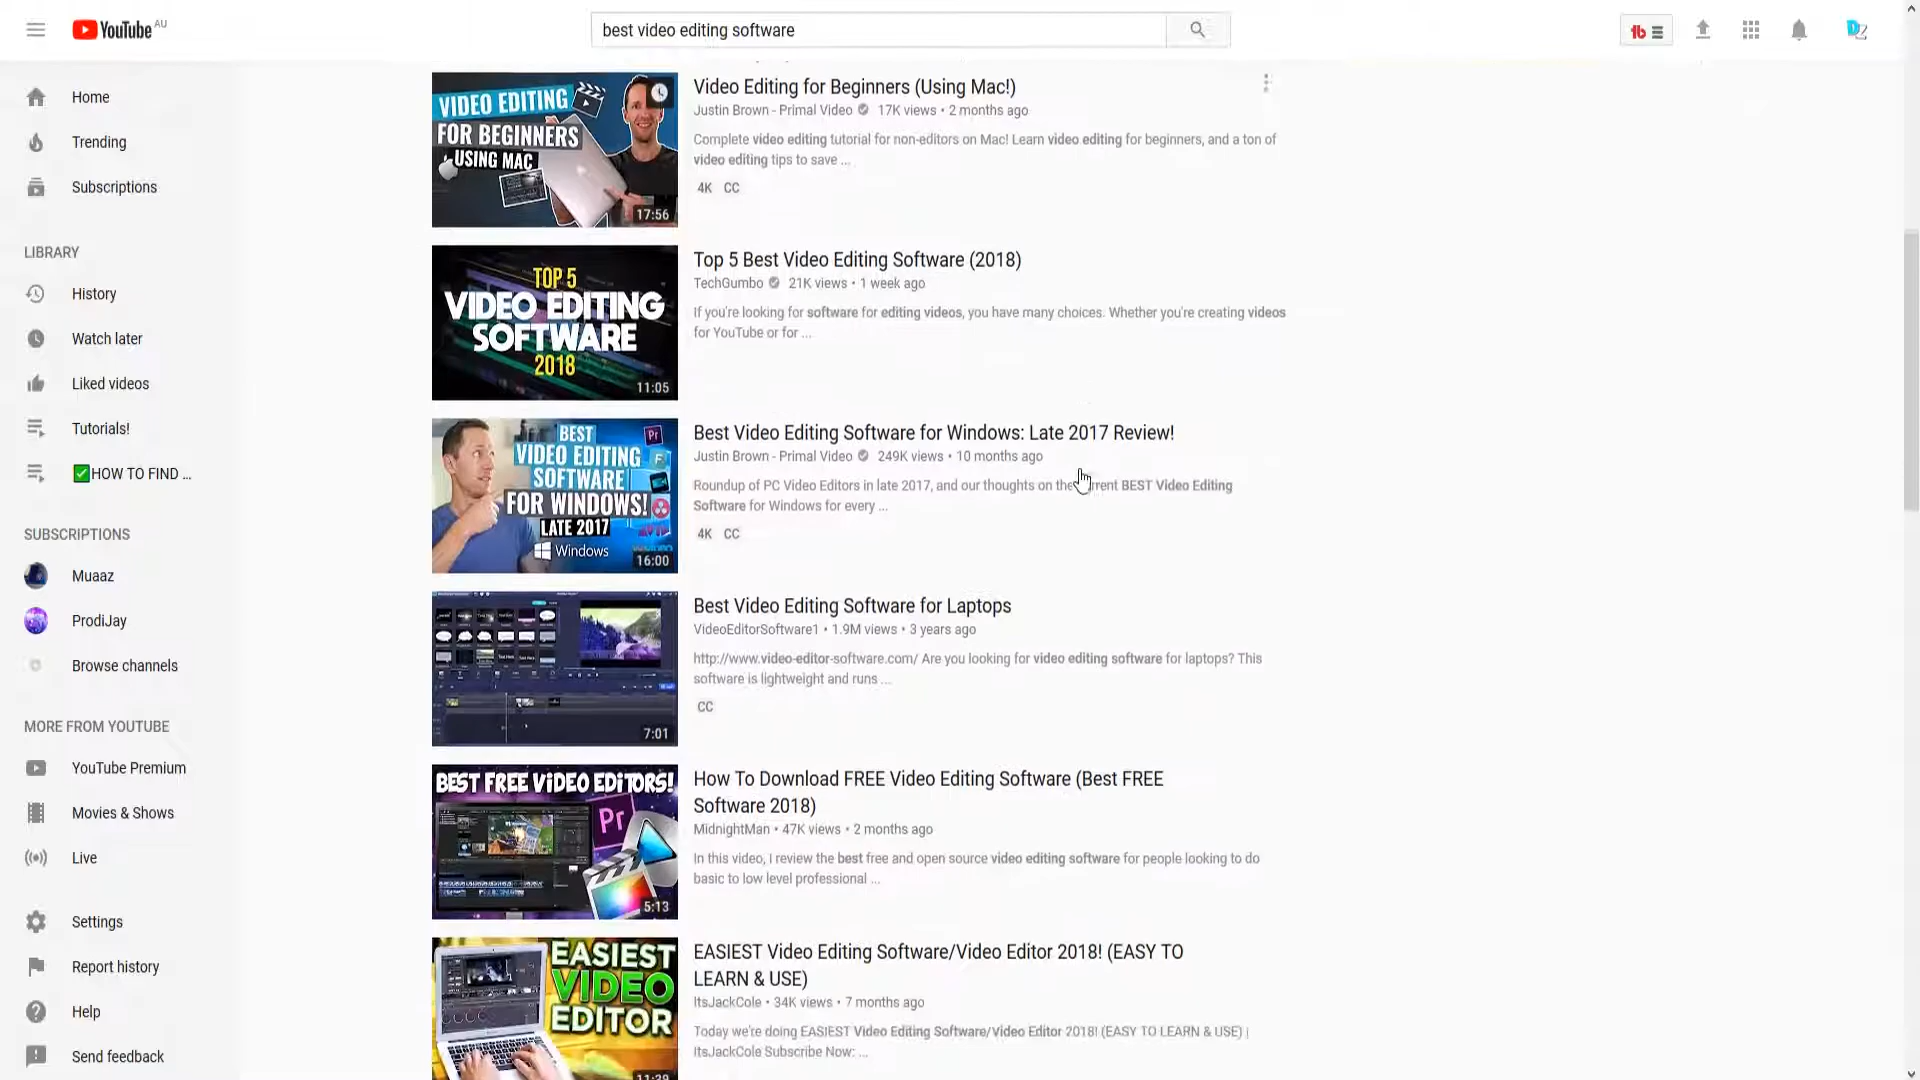 YouTube AU
best video editing software
Home
Trending
Subscriptions
LIBRARY
History
Watch later
Liked videos
Tutorials!
✅HOW TO FIND ...
SUBSCRIPTIONS
Muaaz
ProdiJay
Browse channels
MORE FROM YOUTUBE
YouTube Premium
Movies & Shows
Live
Settings
Report history
Help
Send feedback
VIDEO EDITING
FOR BEGINNERS
USING MAC
17:56
Video Editing for Beginners (Using Mac!)
Justin Brown - Primal Video 17K views • 2 months ago
Complete video editing tutorial for non-editors on Mac! Learn video editing for beginners, and a ton of
video editing tips to save ...
4K CC
TOP 5
VIDEO EDITING
SOFTWARE
2018
11:05
Top 5 Best Video Editing Software (2018)
TechGumbo 21K views • 1 week ago
If you're looking for software for editing videos, you have many choices. Whether you're creating videos
for YouTube or for ...
BEST
VIDEO EDITING
SOFTWARE
FOR WINDOWS!
LATE 2017
Windows
Pr
16:00
Best Video Editing Software for Windows: Late 2017 Review!
Justin Brown - Primal Video 249K views • 10 months ago
Roundup of PC Video Editors in late 2017, and our thoughts on the current BEST Video Editing
Software for Windows for every ...
4K CC
7:01
Best Video Editing Software for Laptops
VideoEditorSoftware1 • 1.9M views • 3 years ago
http://www.video-editor-software.com/ Are you looking for video editing software for laptops? This
software is lightweight and runs ...
CC
BEST FREE VIDEO EDITORS!
Pr
5:13
How To Download FREE Video Editing Software (Best FREE
Software 2018)
MidnightMan • 47K views • 2 months ago
In this video, I review the best free and open source video editing software for people looking to do
basic to low level professional ...
EASIEST
VIDEO
EDITOR
11:39
EASIEST Video Editing Software/Video Editor 2018! (EASY TO
LEARN & USE)
ItsJackCole • 34K views • 7 months ago
Today we're doing EASIEST Video Editing Software/Video Editor 2018! (EASY TO LEARN & USE) |
ItsJackCole Subscribe Now: ...